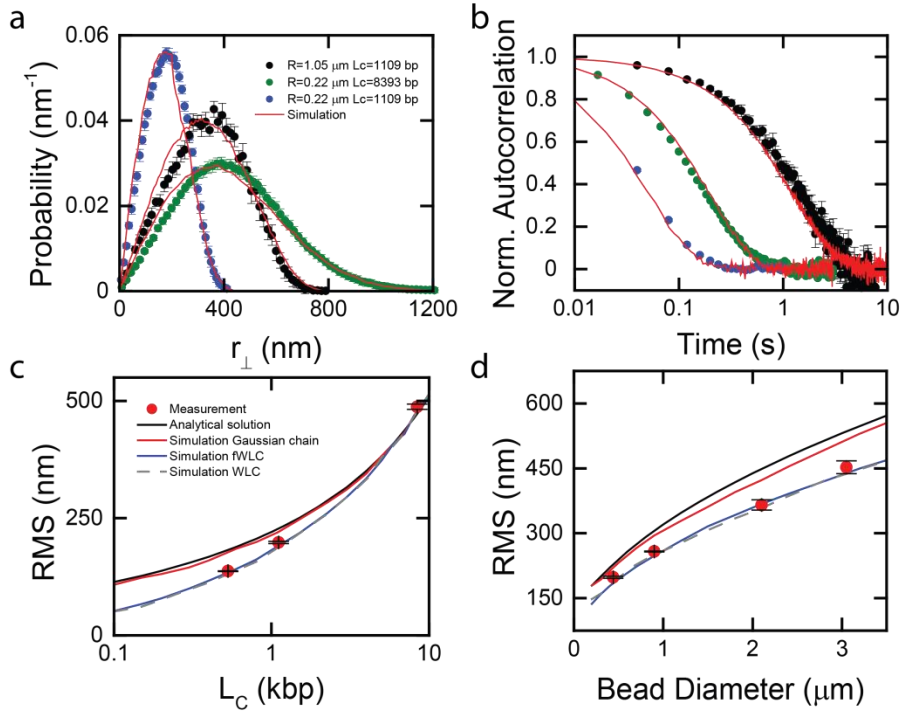 a
0.06
0.04
0.02
0
Probability (nm⁻¹)
R=1.05 μm Lc=1109 bp
R=0.22 μm Lc=8393 bp
R=0.22 μm Lc=1109 bp
Simulation
0 400 800 1200
r⊥ (nm)
b
1.0
0.8
0.6
0.4
0.2
0
Norm. Autocorrelation
0.01 0.1 1 10
Time (s)
c
500
250
0
RMS (nm)
Measurement
Analytical solution
Simulation Gaussian chain
Simulation fWLC
Simulation WLC
0.1 1 10
L_C (kbp)
d
600
450
300
150
RMS (nm)
0 1 2 3
Bead Diameter (μm)